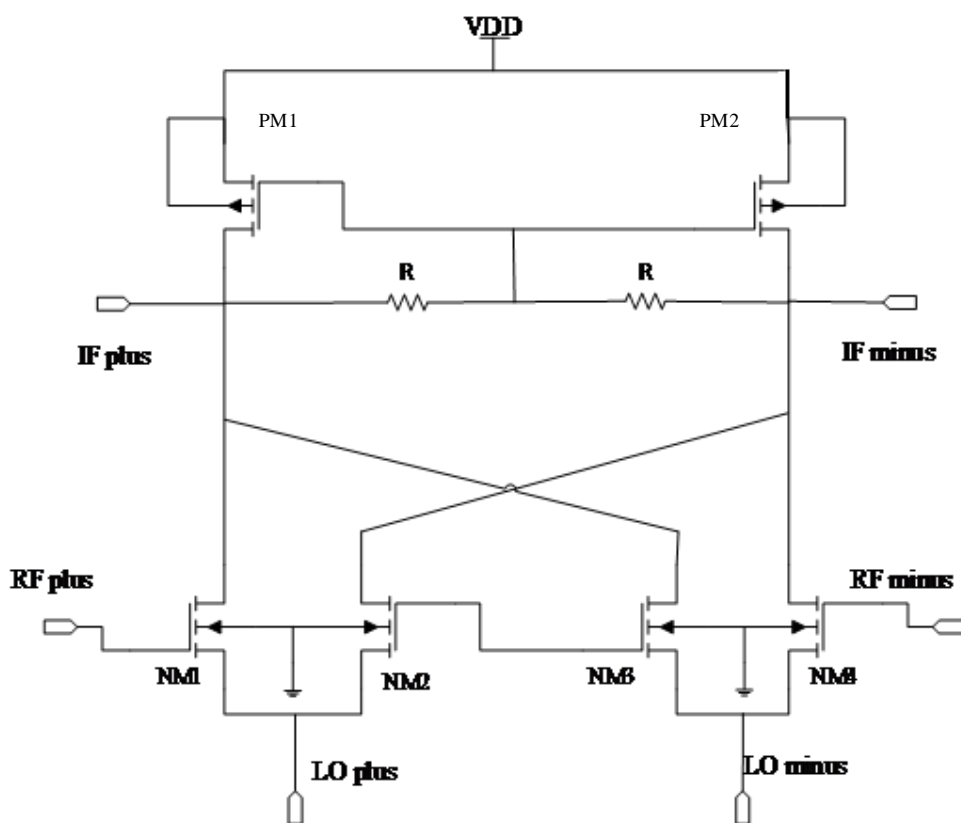 VDD
PM1
PM2
R
R
IF plus
IF minus
RF plus
RF minus
NM1
NM2
NM3
NM4
LO plus
LO minus